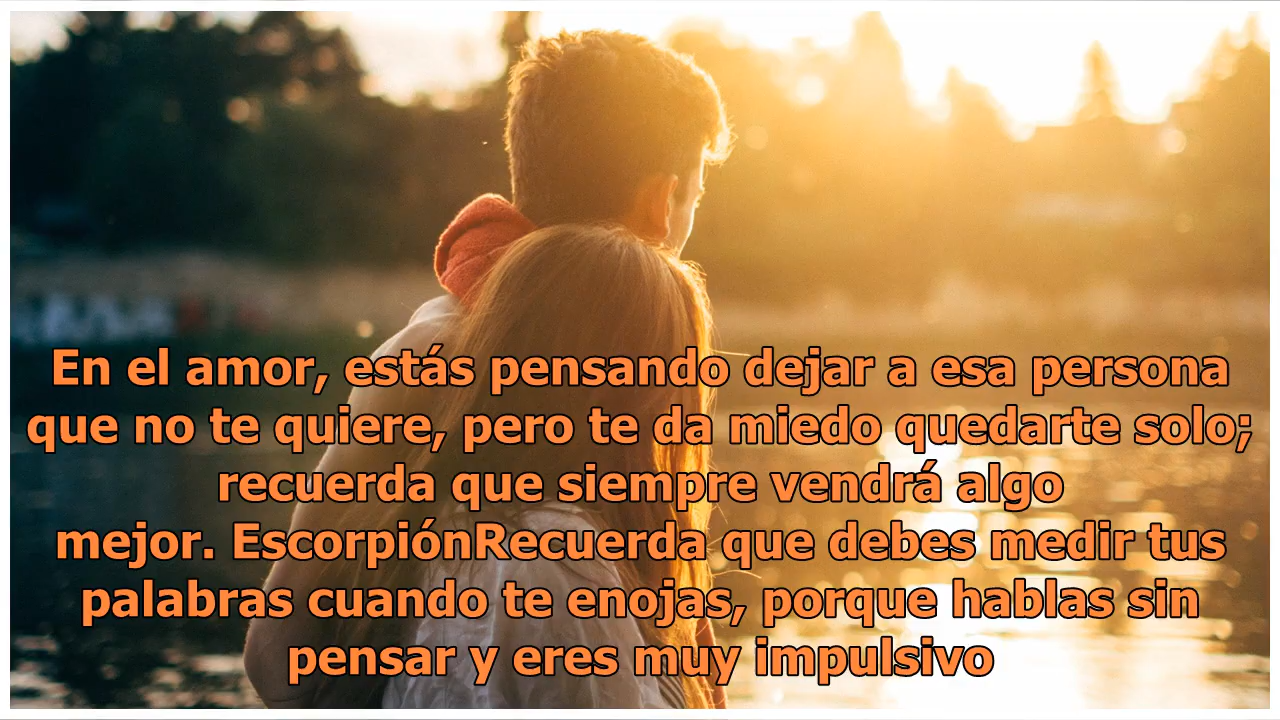 En el amor, estás pensando dejar a esa persona
que no te quiere, pero te da miedo quedarte solo;
recuerda que siempre vendrá algo
mejor. EscorpiónRecuerda que debes medir tus
palabras cuando te enojas, porque hablas sin
pensar y eres muy impulsivo